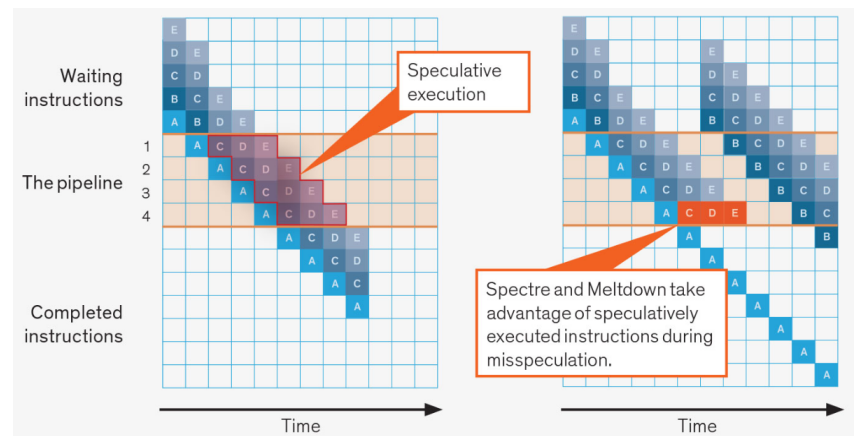 E
D E
C D
B C E
A B D E
A C D E
A C D E
A C D E
A C D E
A C D E
A C D
A C
A
Waiting
instructions
The pipeline
1
2
3
4
Completed
instructions
Speculative
execution
Time
E
D E E
C D D E
B C E C D E
A B D E B C D E
A C D E B C D E
A C D E B C D E
A C D E B C D
A C D E B C
A B
A
A
A
A
A
A
Spectre and Meltdown take
advantage of speculatively
executed instructions during
misspeculation.
Time